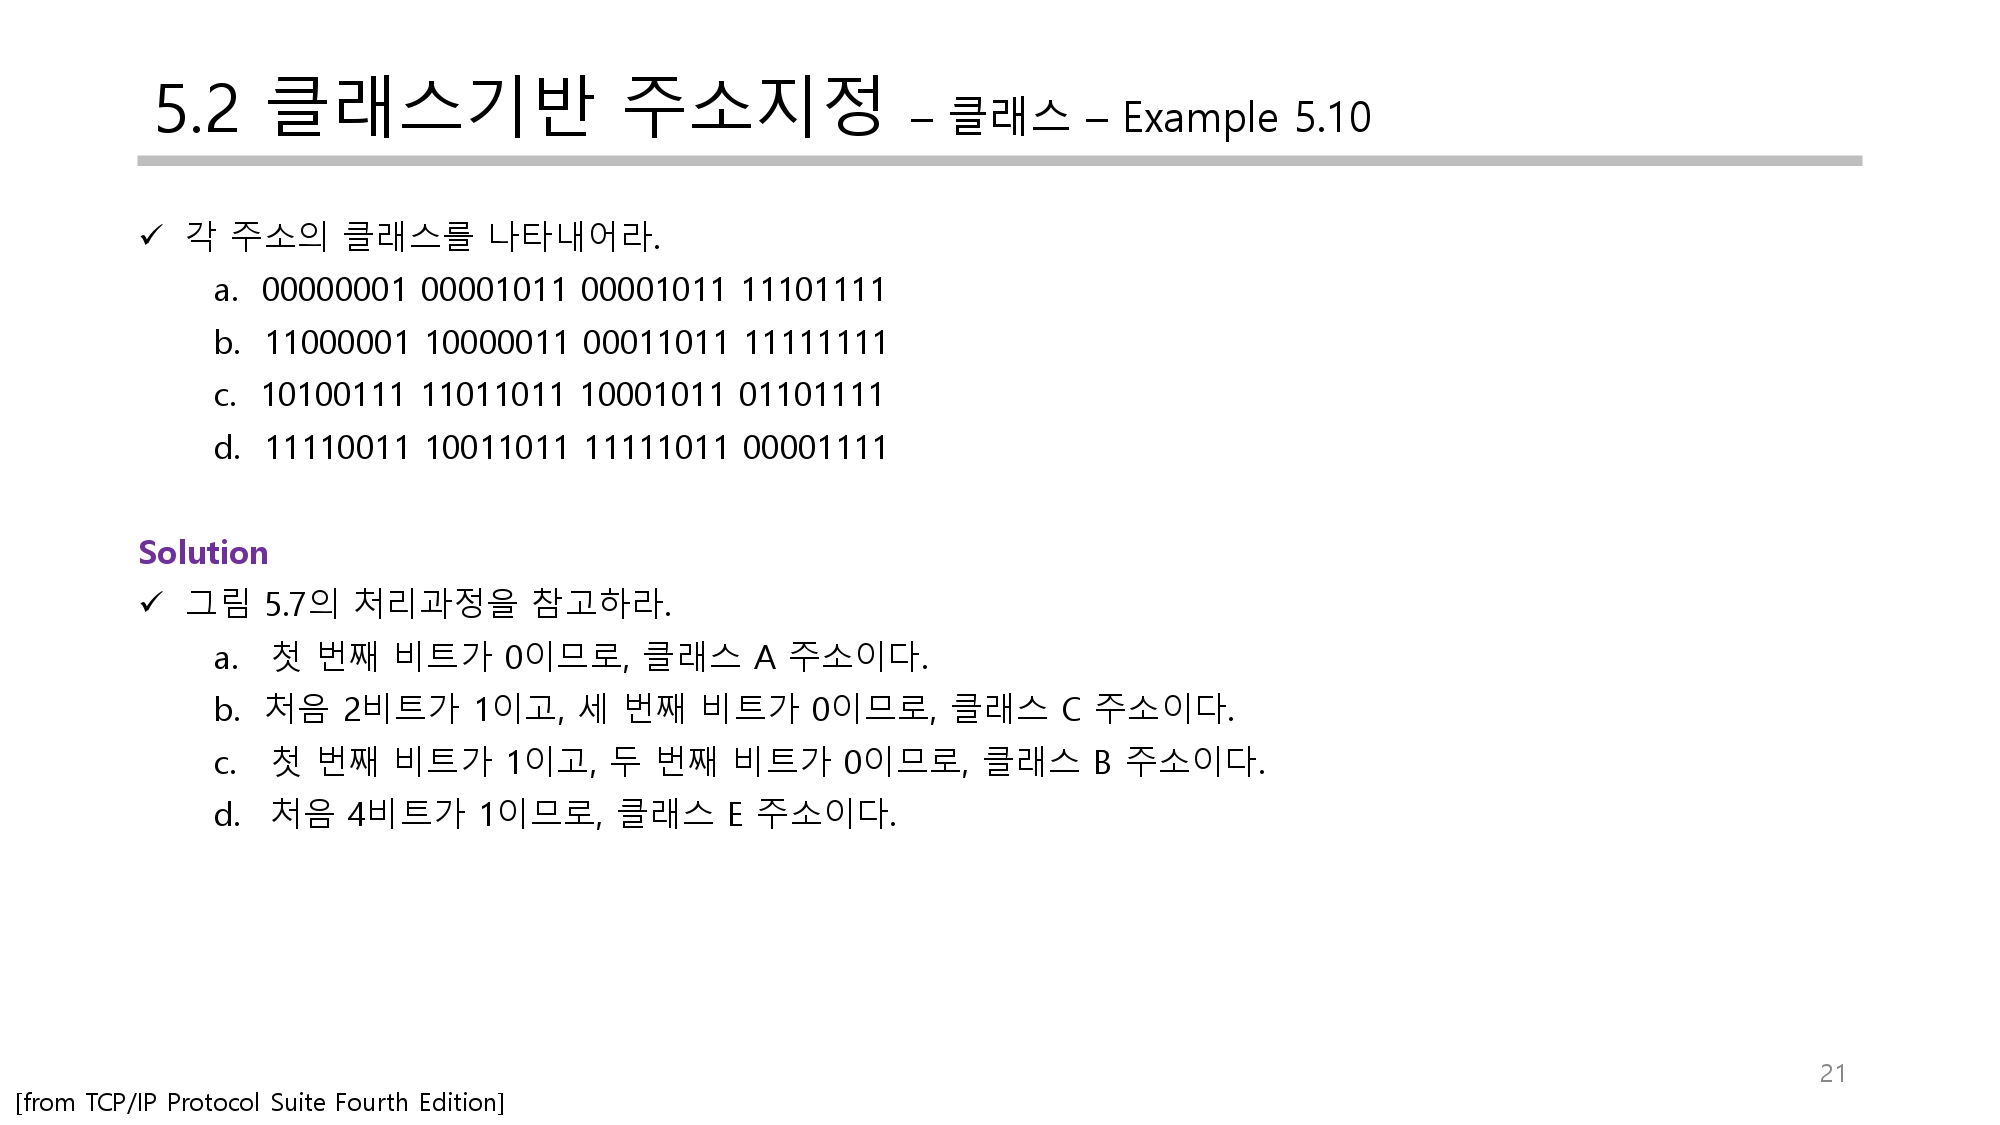 5.2 클래스기반 주소지정 – 클래스 – Example 5.10
✓ 각 주소의 클래스를 나타내어라.
a. 00000001 00001011 00001011 11101111
b. 11000001 10000011 00011011 11111111
c. 10100111 11011011 10001011 01101111
d. 11110011 10011011 11111011 00001111
Solution
✓ 그림 5.7의 처리과정을 참고하라.
a. 첫 번째 비트가 0이므로, 클래스 A 주소이다.
b. 처음 2비트가 1이고, 세 번째 비트가 0이므로, 클래스 C 주소이다.
c. 첫 번째 비트가 1이고, 두 번째 비트가 0이므로, 클래스 B 주소이다.
d. 처음 4비트가 1이므로, 클래스 E 주소이다.
21
[from TCP/IP Protocol Suite Fourth Edition]